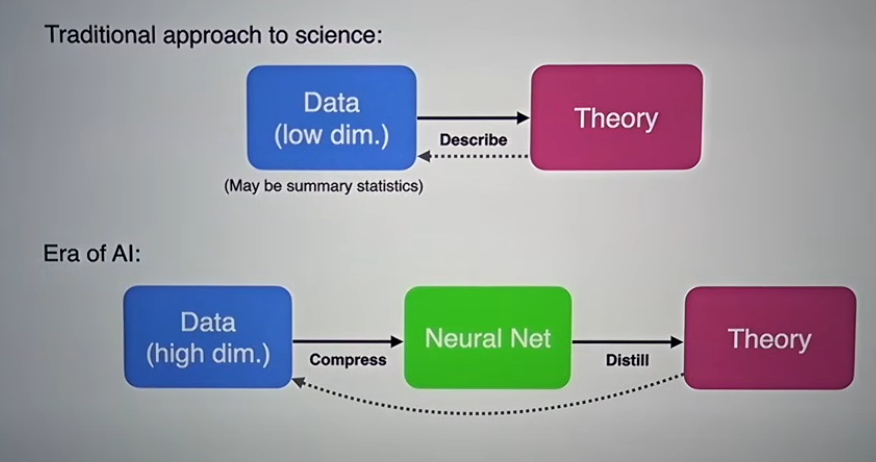 Traditional approach to science:
Data
(low dim.)
Describe
Theory
(May be summary statistics)
Era of AI:
Data
(high dim.)
Compress
Neural Net
Distill
Theory